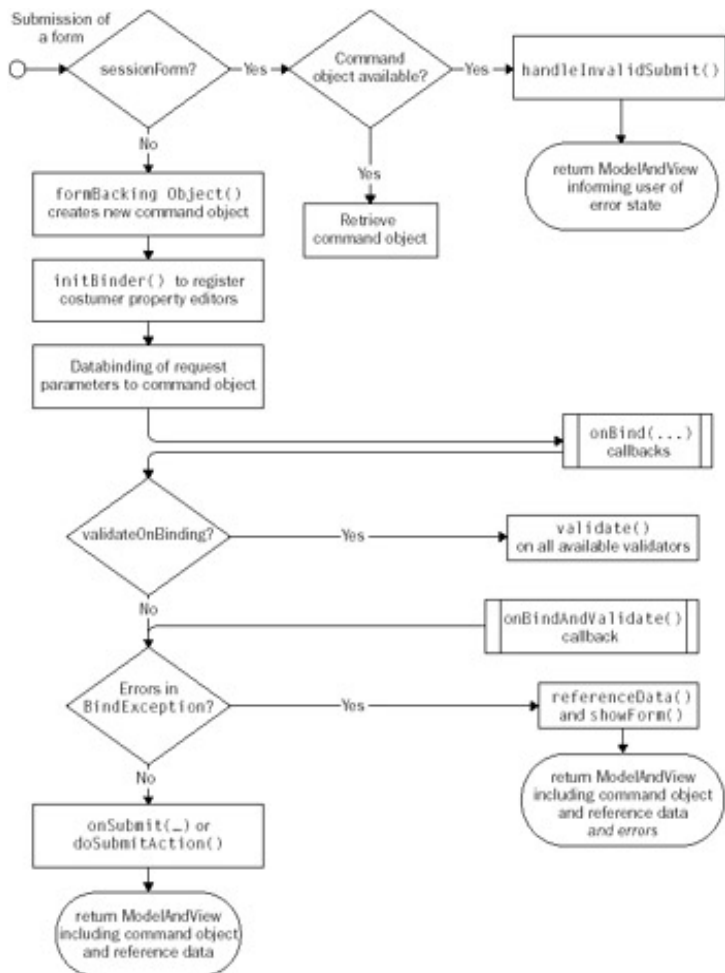 Submission of
a form
sessionForm?
Yes
Command
object available?
Yes
handleInvalidSubmit()
No
Yes
return ModelAndView
informing user of
error state
formBacking Object()
creates new command object
Retrieve
command object
initBinder() to register
costumer property editors
Databinding of request
parameters to command object
onBind(...)
callbacks
validateOnBinding?
Yes
validate()
on all available validators
No
onBindAndValidate()
callback
Errors in
BindException?
Yes
referenceData()
and showForm()
No
return ModelAndView
including command object
and reference data
and errors
onSubmit(…) or
doSubmitAction()
return ModelAndView
including command object
and reference data